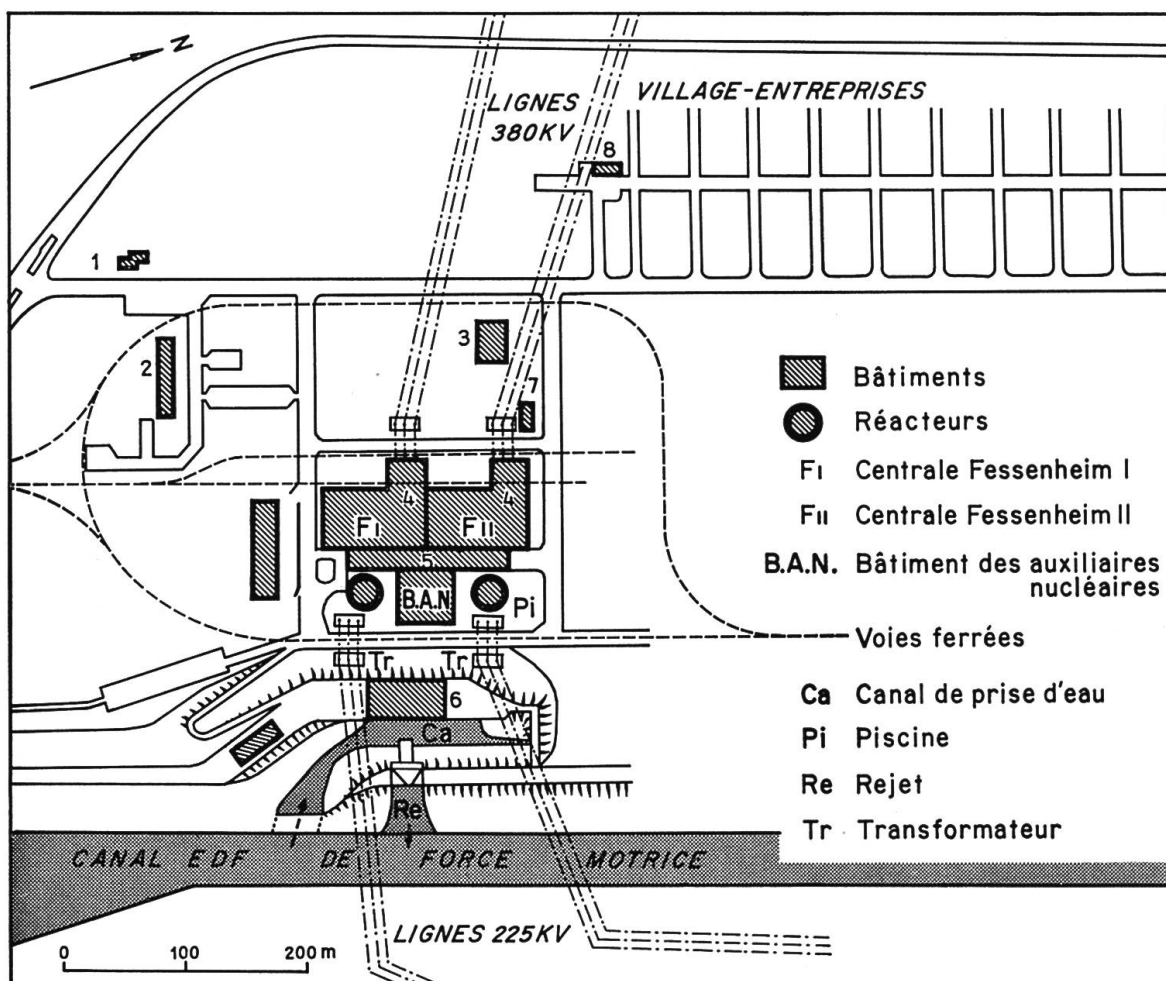 N
LIGNES
380KV
VILLAGE-ENTREPRISES
8
1
2
3
7
4
4
FI
FII
5
B.A.N
Pi
Tr
Tr
6
Ca
Re
CANAL EDF DE FORCE MOTRICE
LIGNES 225KV
0 100 200 m
Bâtiments
Réacteurs
FI Centrale Fessenheim I
FII Centrale Fessenheim II
B.A.N. Bâtiment des auxiliaires
nucléaires
Voies ferrées
Ca Canal de prise d'eau
Pi Piscine
Re Rejet
Tr Transformateur